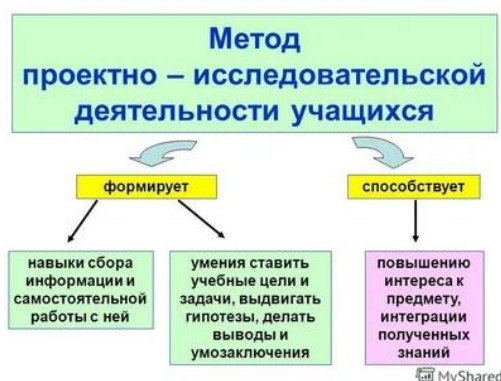 Метод
проектно – исследовательской
деятельности учащихся
формирует
способствует
навыки сбора
информации и
самостоятельной
работы с ней
умения ставить
учебные цели и
задачи, выдвигать
гипотезы, делать
выводы и
умозаключения
повышению
интереса к
предмету,
интеграции
полученных
знаний
MyShared